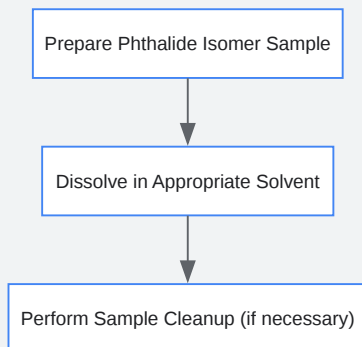 Prepare Phthalide Isomer Sample
Dissolve in Appropriate Solvent
Perform Sample Cleanup (if necessary)